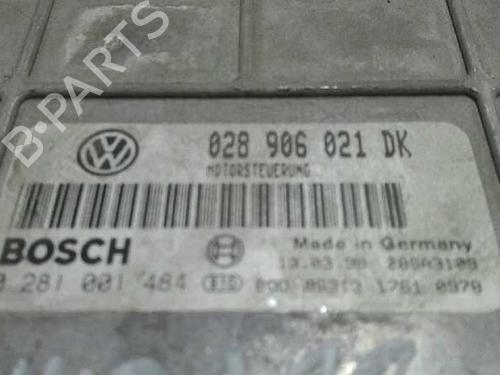 B-PARTS
028 906 021 DK
MOTORSTEUERUNG
BOSCH
Made in Germany
0 281 001 484